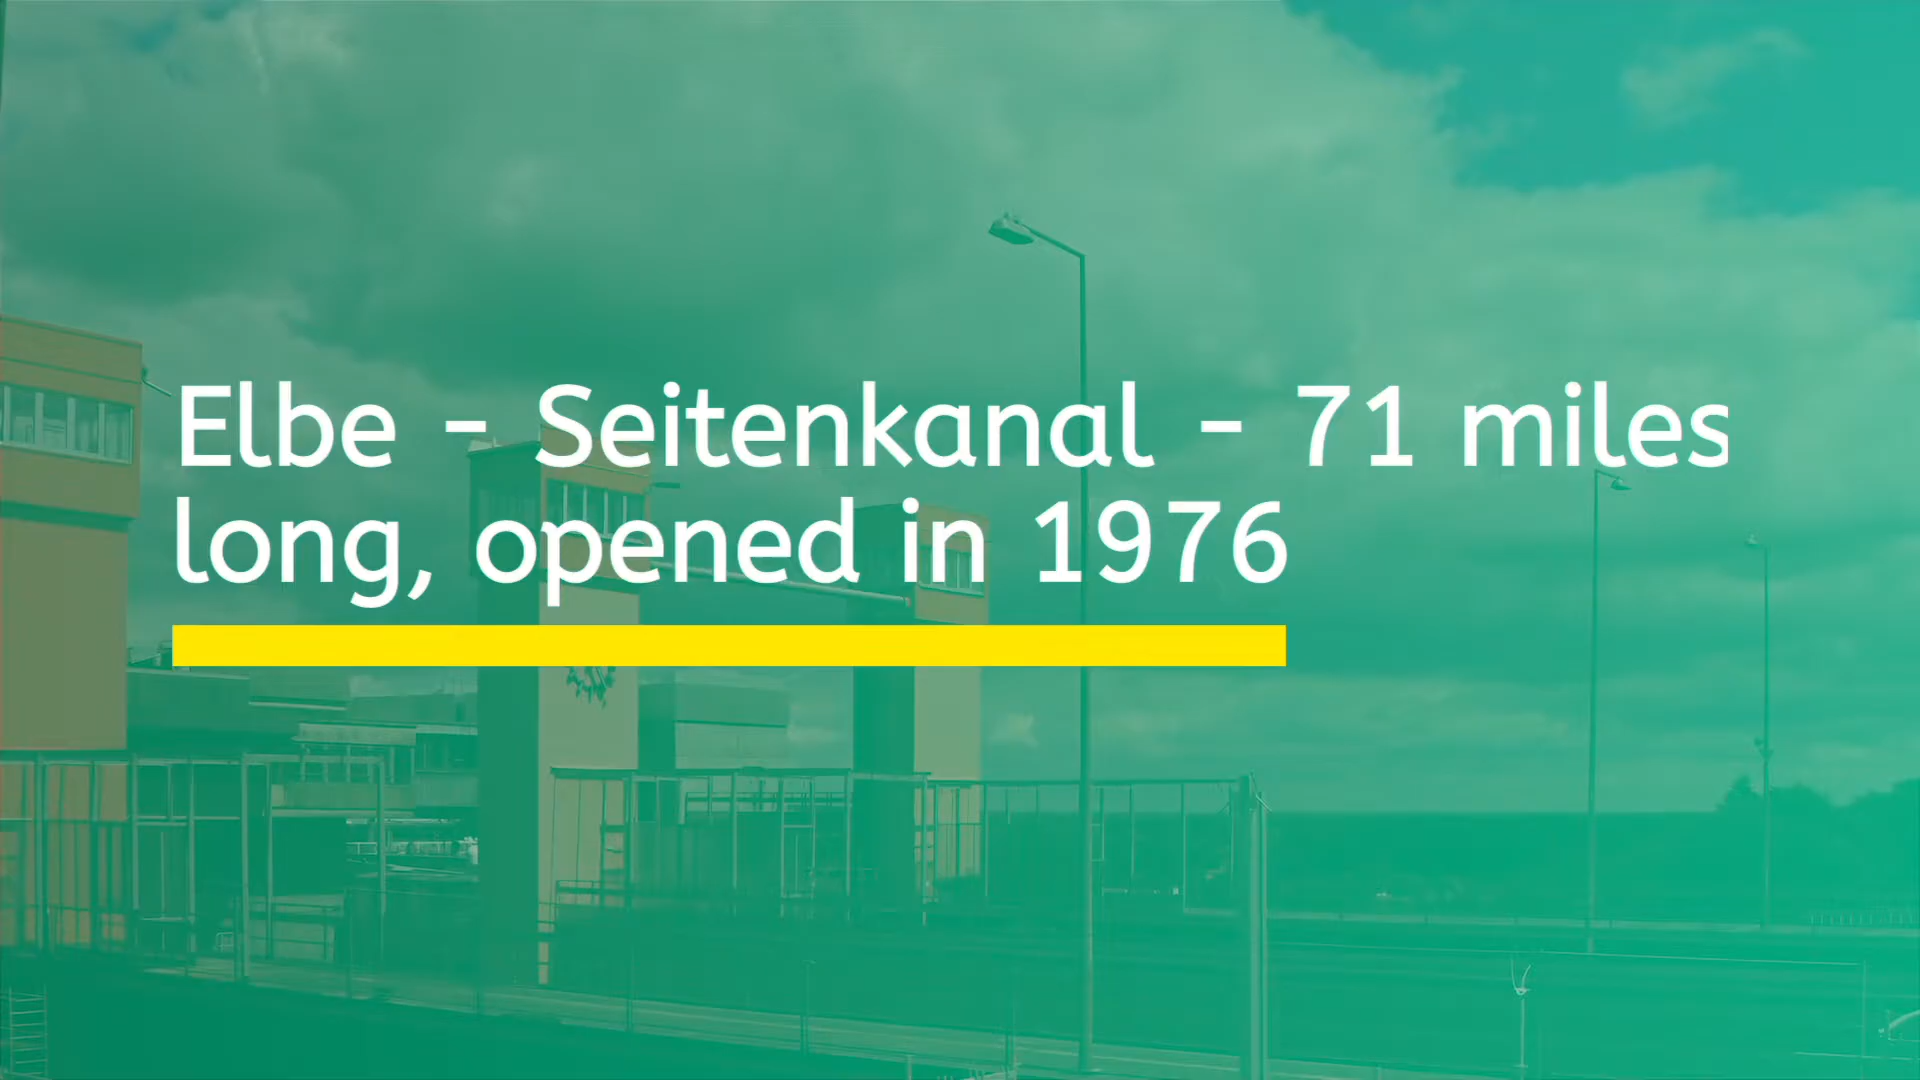 Elbe - Seitenkanal - 71 miles
long, opened in 1976